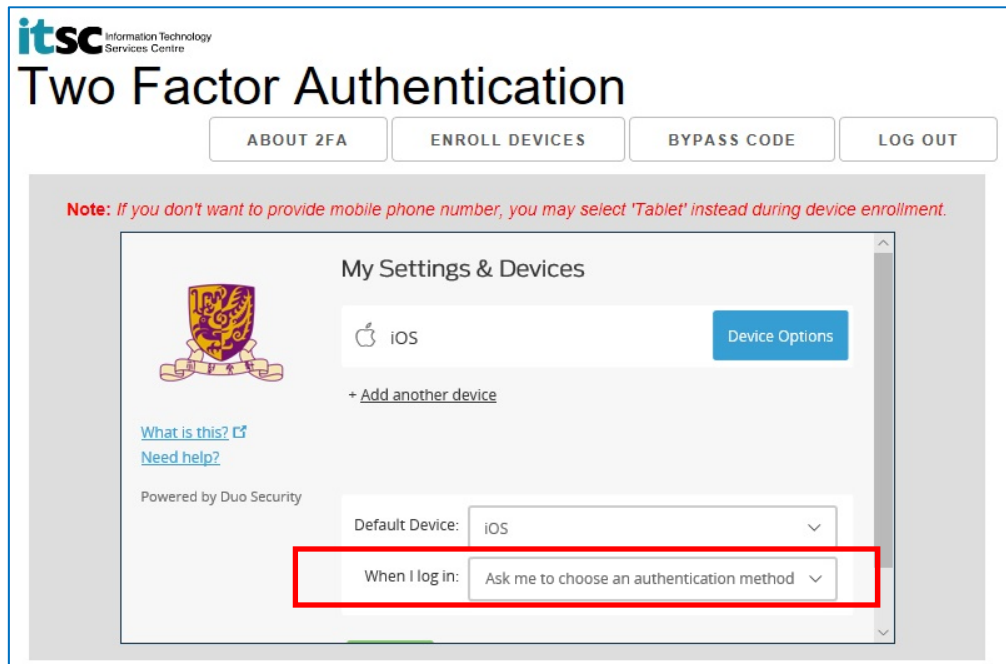 itsc Information Technology
Services Centre
Two Factor Authentication
ABOUT 2FA ENROLL DEVICES BYPASS CODE LOG OUT
Note: If you don't want to provide mobile phone number, you may select 'Tablet' instead during device enrollment.
My Settings & Devices
iOS Device Options
+ Add another device
What is this?
Need help?
Powered by Duo Security
Default Device: iOS
When I log in: Ask me to choose an authentication method